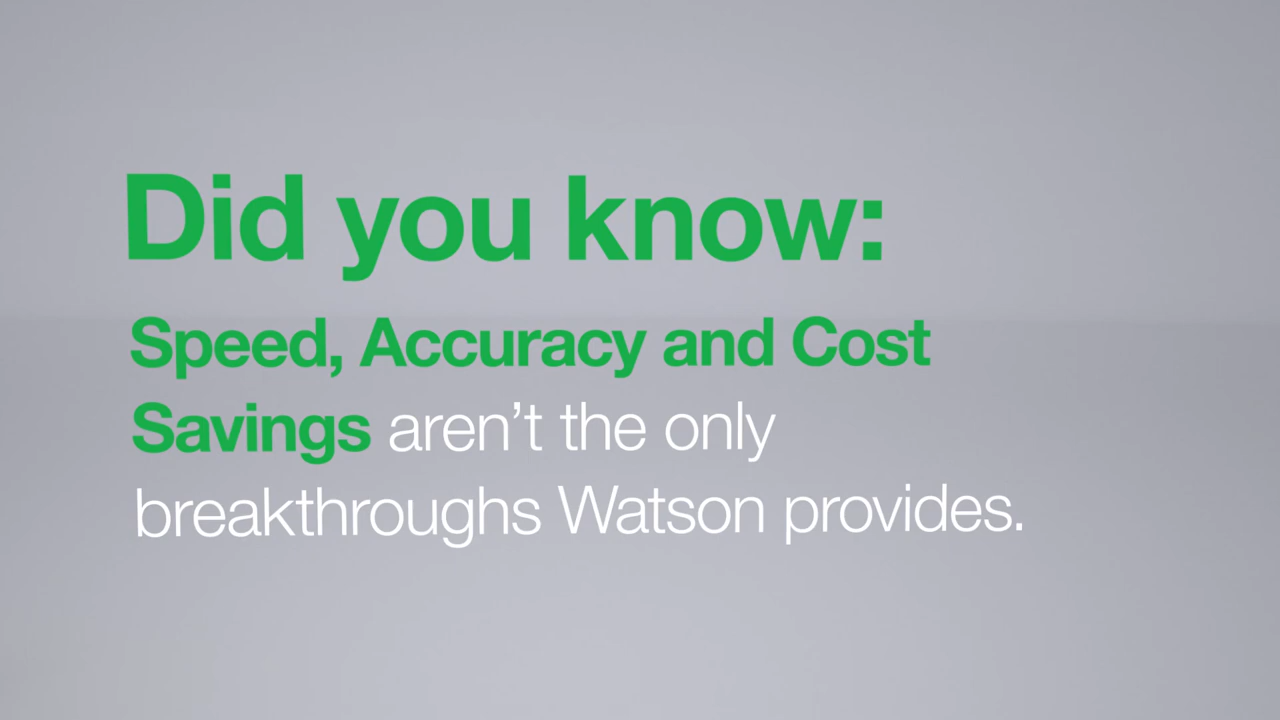 Did you know:
Speed, Accuracy and Cost
Savings aren’t the only
breakthroughs Watson provides.